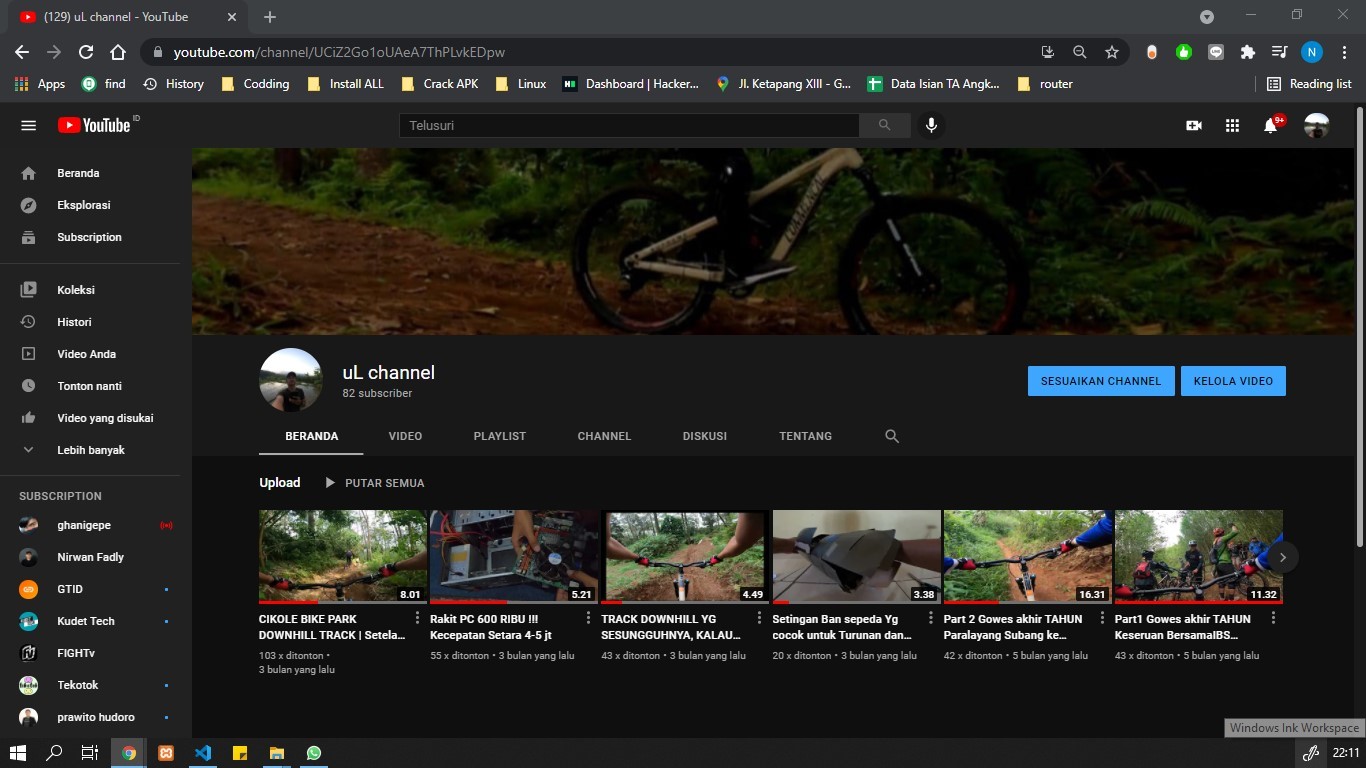 (129) uL channel - YouTube
youtube.com/channel/UCiZ2Go1oUAeA7ThPLvkEDpw
N
Apps
find
History
Codding
Install ALL
Crack APK
Linux
Dashboard | Hacker...
Jl. Ketapang XIII - G...
Data Isian TA Angk...
router
Reading list
YouTube ID
Telusuri
9+
Beranda
Eksplorasi
Subscription
Koleksi
Histori
Video Anda
Tonton nanti
Video yang disukai
Lebih banyak
SUBSCRIPTION
ghanigepe
Nirwan Fadly
GTID
Kudet Tech
FIGHTv
Tekotok
prawito hudoro
uL channel
82 subscriber
SESUAIKAN CHANNEL
KELOLA VIDEO
BERANDA
VIDEO
PLAYLIST
CHANNEL
DISKUSI
TENTANG
Upload
PUTAR SEMUA
8.01
CIKOLE BIKE PARK
DOWNHILL TRACK | Setela...
103 x ditonton •
3 bulan yang lalu
5.21
Rakit PC 600 RIBU !!!
Kecepatan Setara 4-5 jt
55 x ditonton • 3 bulan yang lalu
4.49
TRACK DOWNHILL YG
SESUNGGUHNYA, KALAU...
43 x ditonton • 3 bulan yang lalu
3.38
Setingan Ban sepeda Yg
cocok untuk Turunan dan...
20 x ditonton • 3 bulan yang lalu
16.31
Part 2 Gowes akhir TAHUN
Paralayang Subang ke...
42 x ditonton • 5 bulan yang lalu
11.32
Part1 Gowes akhir TAHUN
Keseruan BersamaIBS...
43 x ditonton • 5 bulan yang lalu
Windows Ink Workspace
22:11